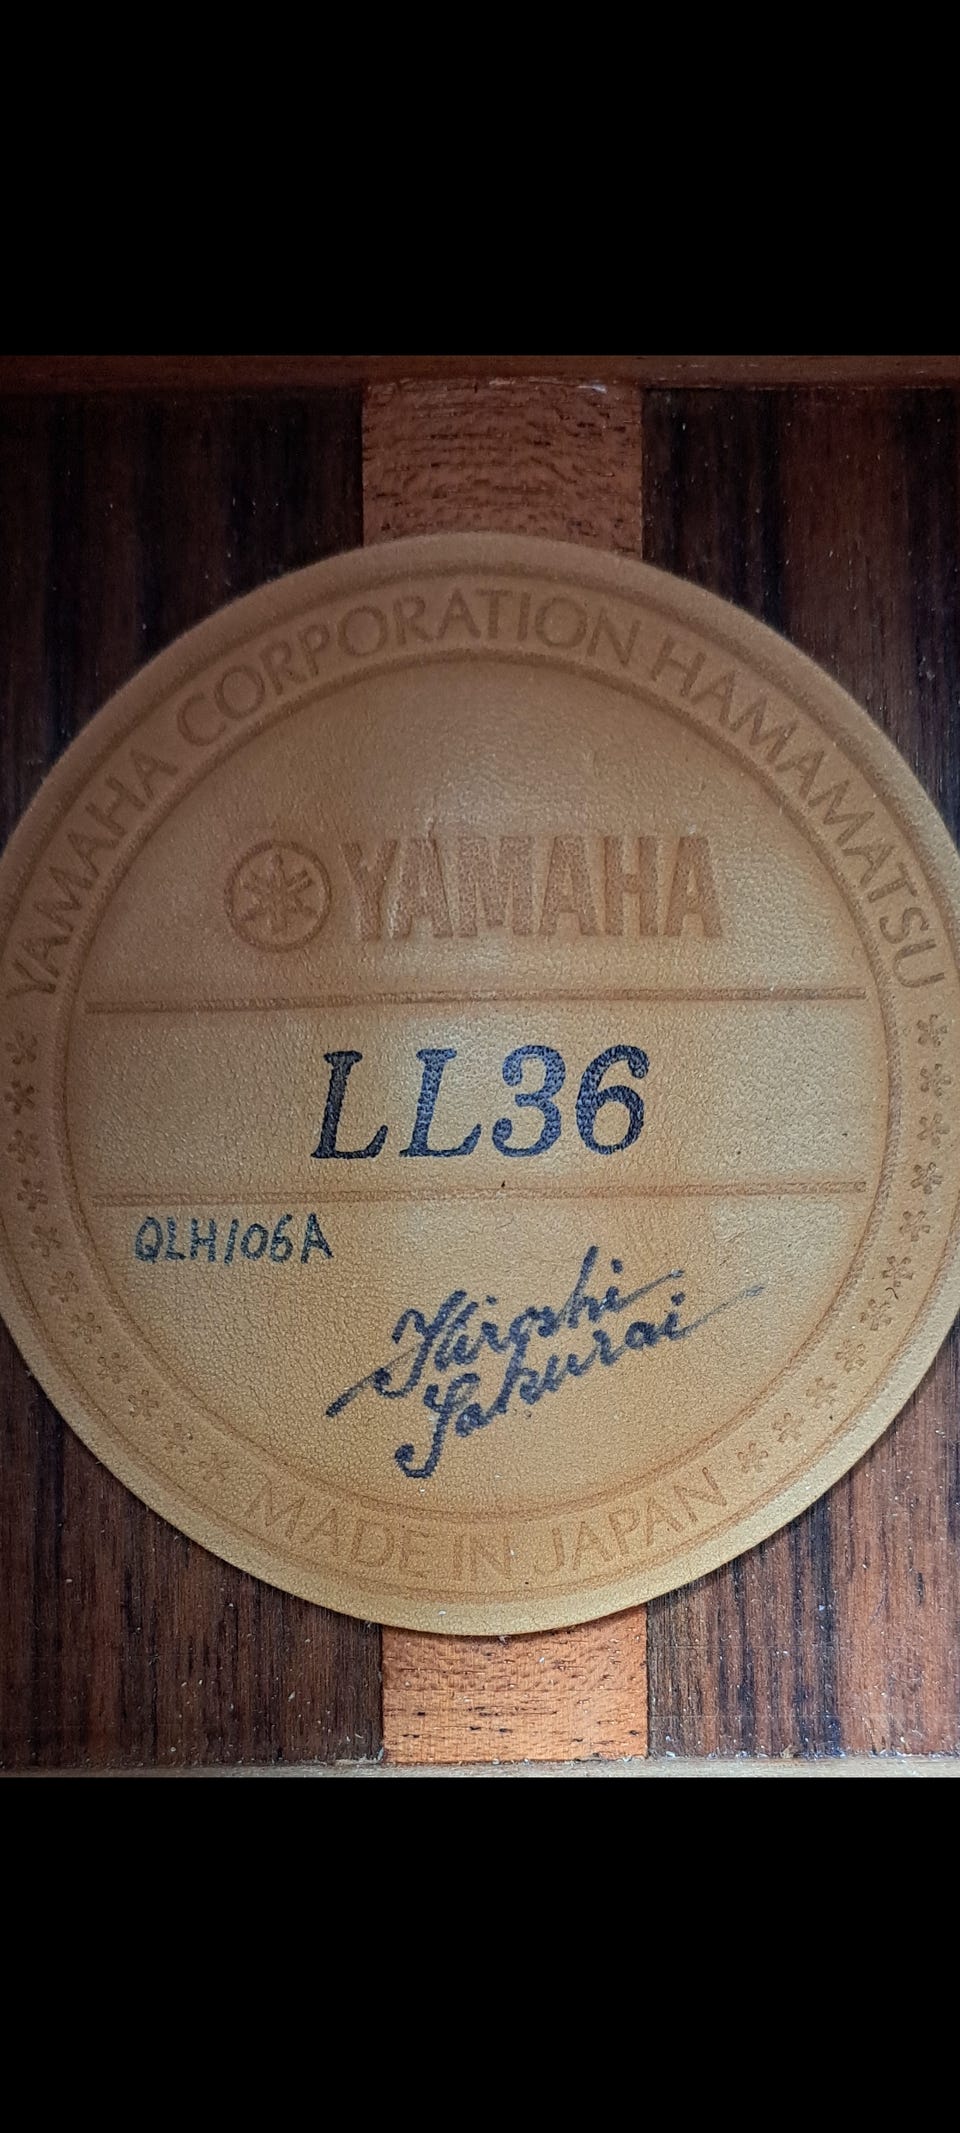 YAMAHA CORPORATION HAMAMATSU
YAMAHA
LL36
QLH106A
Hiroshi
Sakurai
MADE IN JAPAN